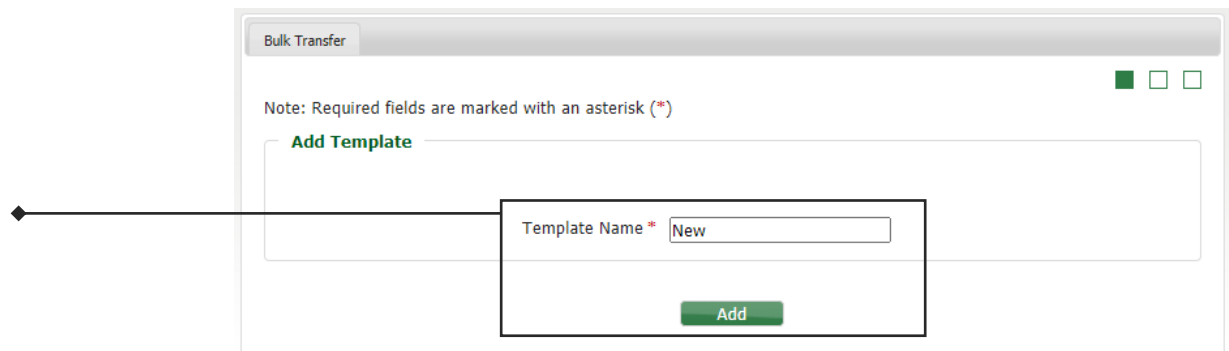 Bulk Transfer
Note: Required fields are marked with an asterisk (*)
Add Template
Template Name * New
Add